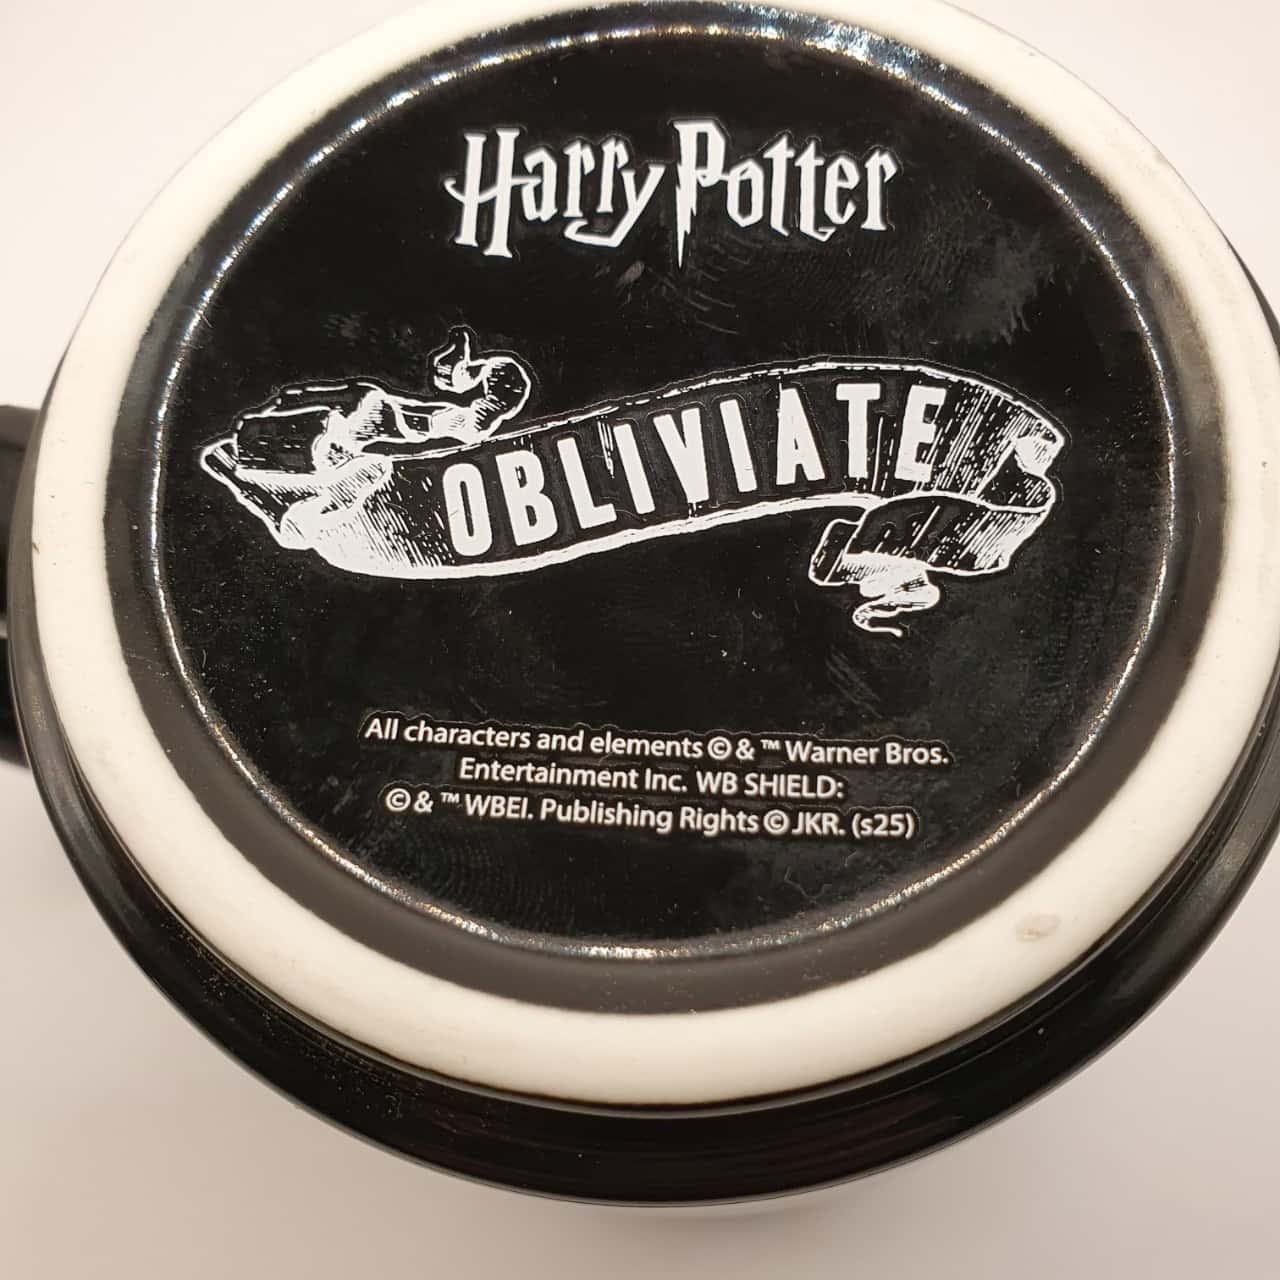 Harry Potter
OBLIVIATE
All characters and elements © & ™ Warner Bros.
Entertainment Inc. WB SHIELD:
© & ™ WBEI. Publishing Rights © JKR. (s25)